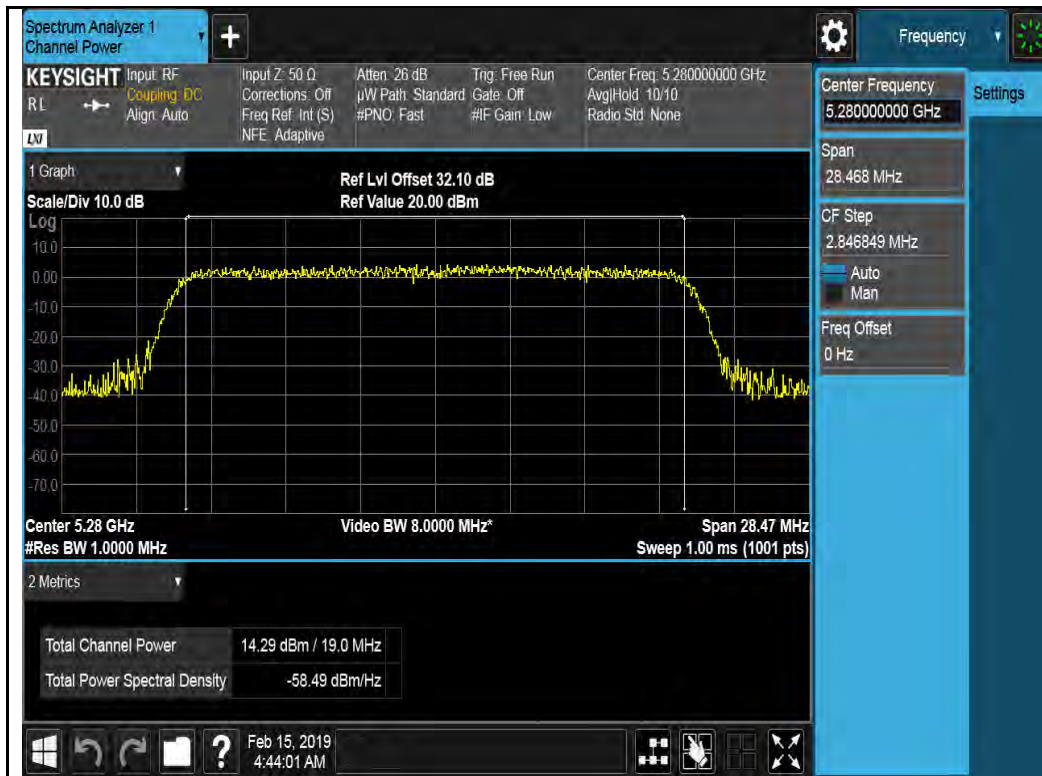 Spectrum Analyzer 1
Channel Power
+
Frequency
KEYSIGHT
RL
LXI
Input: RF
Coupling: DC
Align: Auto
Input Z: 50 Ω
Corrections: Off
Freq Ref: Int (S)
NFE: Adaptive
Atten: 26 dB
µW Path: Standard
#PNO: Fast
Trig: Free Run
Gate: Off
#IF Gain: Low
Center Freq: 5.280000000 GHz
Avg|Hold: 10/10
Radio Std: None
Center Frequency
5.280000000 GHz
Settings
Span
28.468 MHz
CF Step
2.846849 MHz
Auto
Man
Freq Offset
0 Hz
1 Graph
Scale/Div 10.0 dB
Ref Lvl Offset 32.10 dB
Ref Value 20.00 dBm
Log
10.0
0.00
-10.0
-20.0
-30.0
-40.0
-50.0
-60.0
-70.0
Center 5.28 GHz
#Res BW 1.0000 MHz
Video BW 8.0000 MHz*
Span 28.47 MHz
Sweep 1.00 ms (1001 pts)
2 Metrics
Total Channel Power 14.29 dBm / 19.0 MHz
Total Power Spectral Density -58.49 dBm/Hz
?
Feb 15, 2019
4:44:01 AM